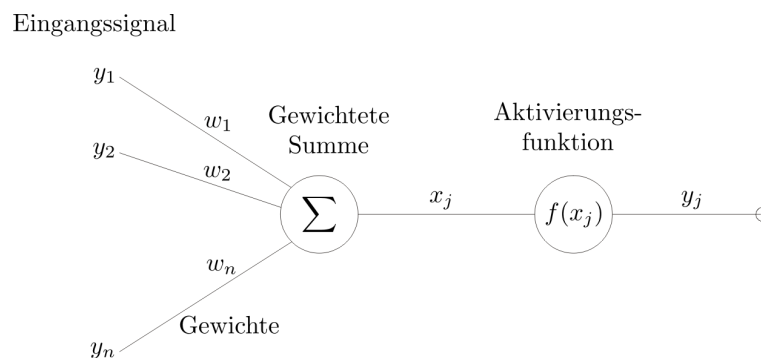 Eingangssignal
y₁
w₁
Gewichtete
Summe
Aktivierungs-
funktion
y₂
w₂
∑
xⱼ
f(xⱼ)
yⱼ
wₙ
Gewichte
yₙ